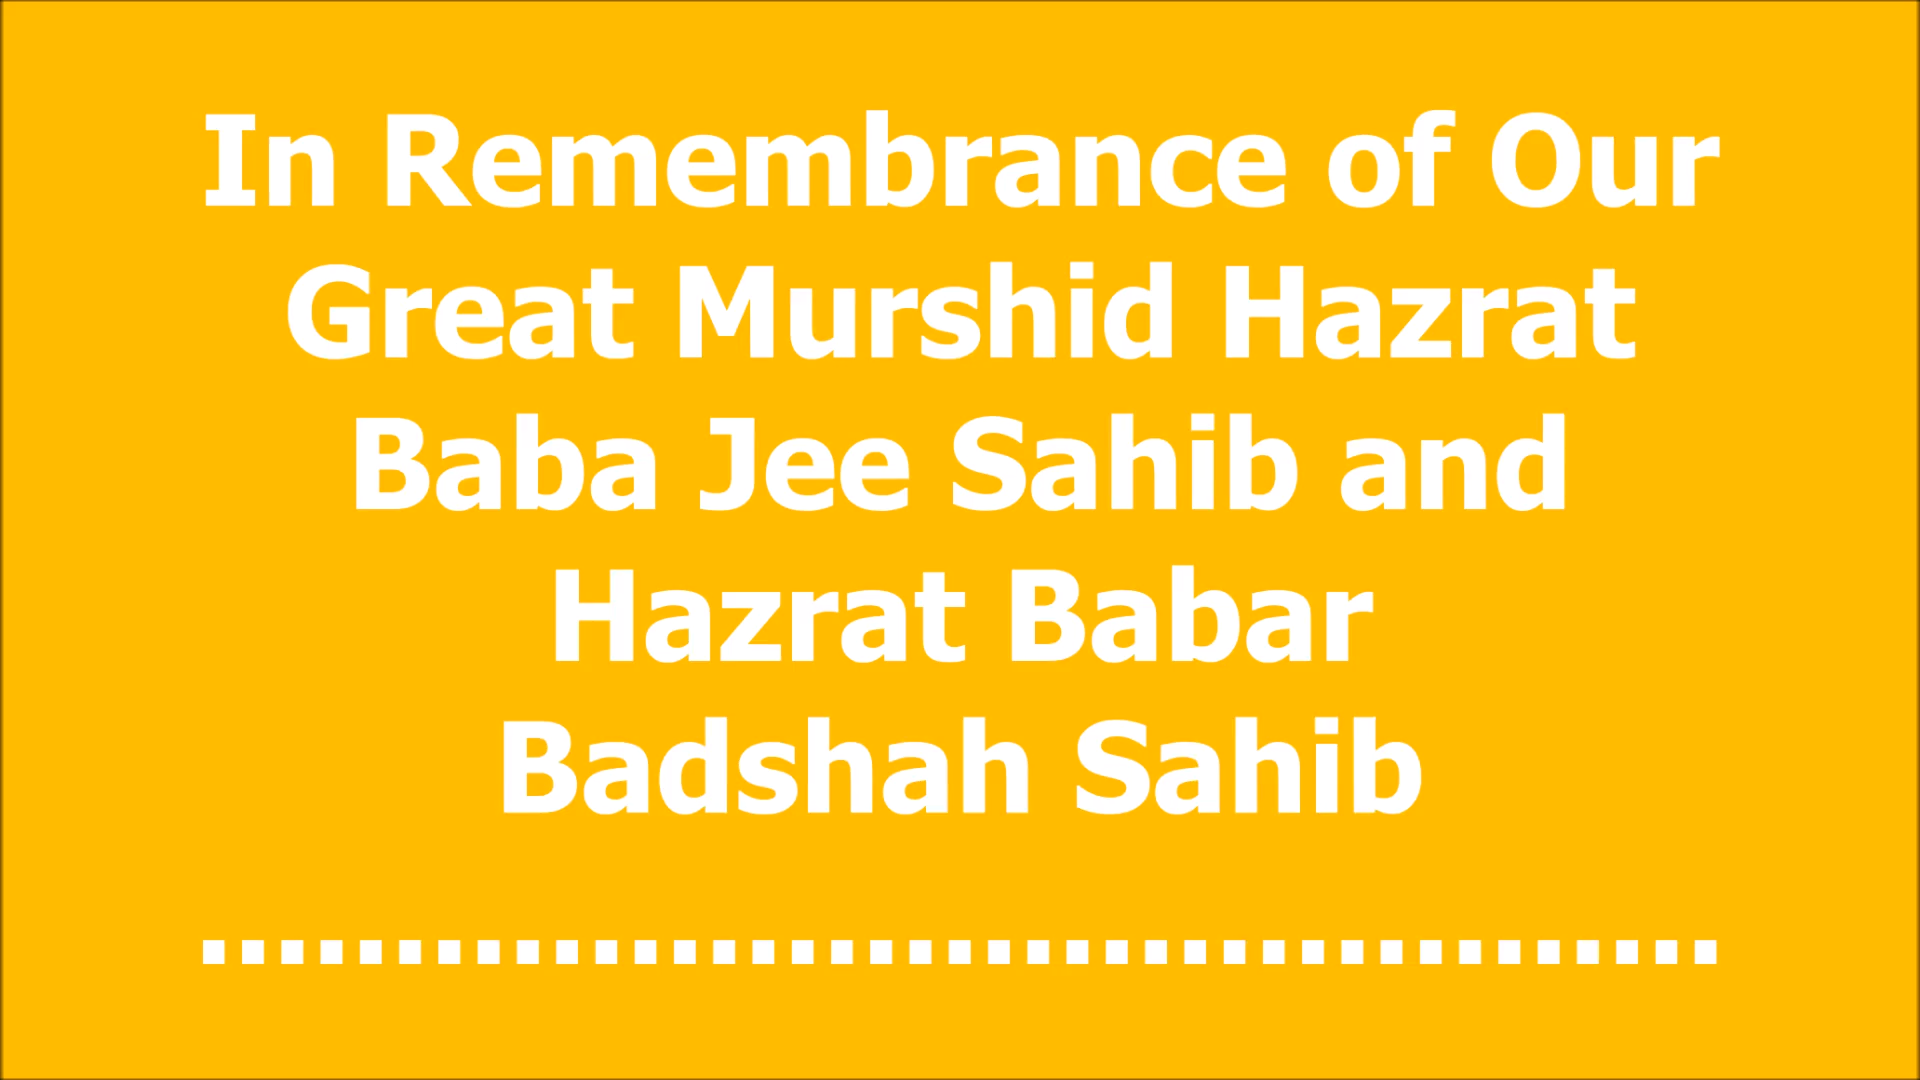 In Remembrance of Our
Great Murshid Hazrat
Baba Jee Sahib and
Hazrat Babar
Badshah Sahib
.......................................